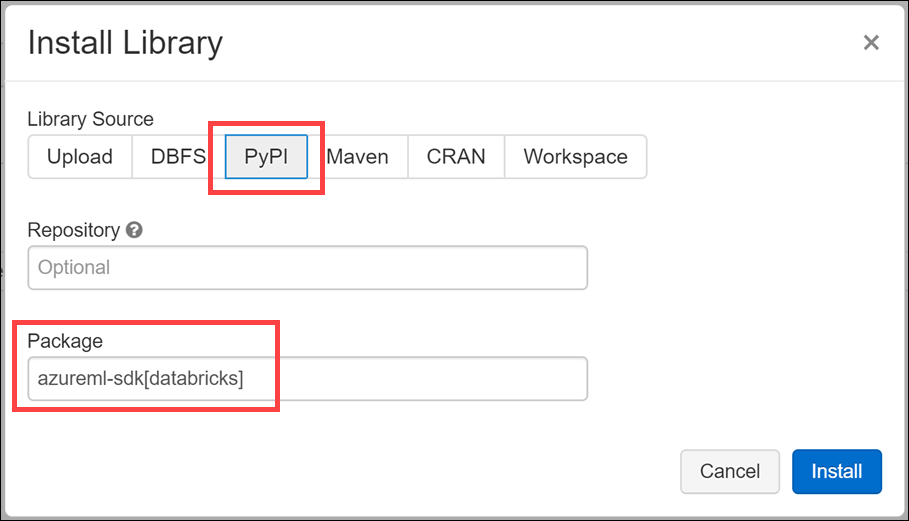 Install Library
Library Source
Upload DBFS PyPI Maven CRAN Workspace
Repository
Optional
Package
azureml-sdk[databricks]
Cancel Install